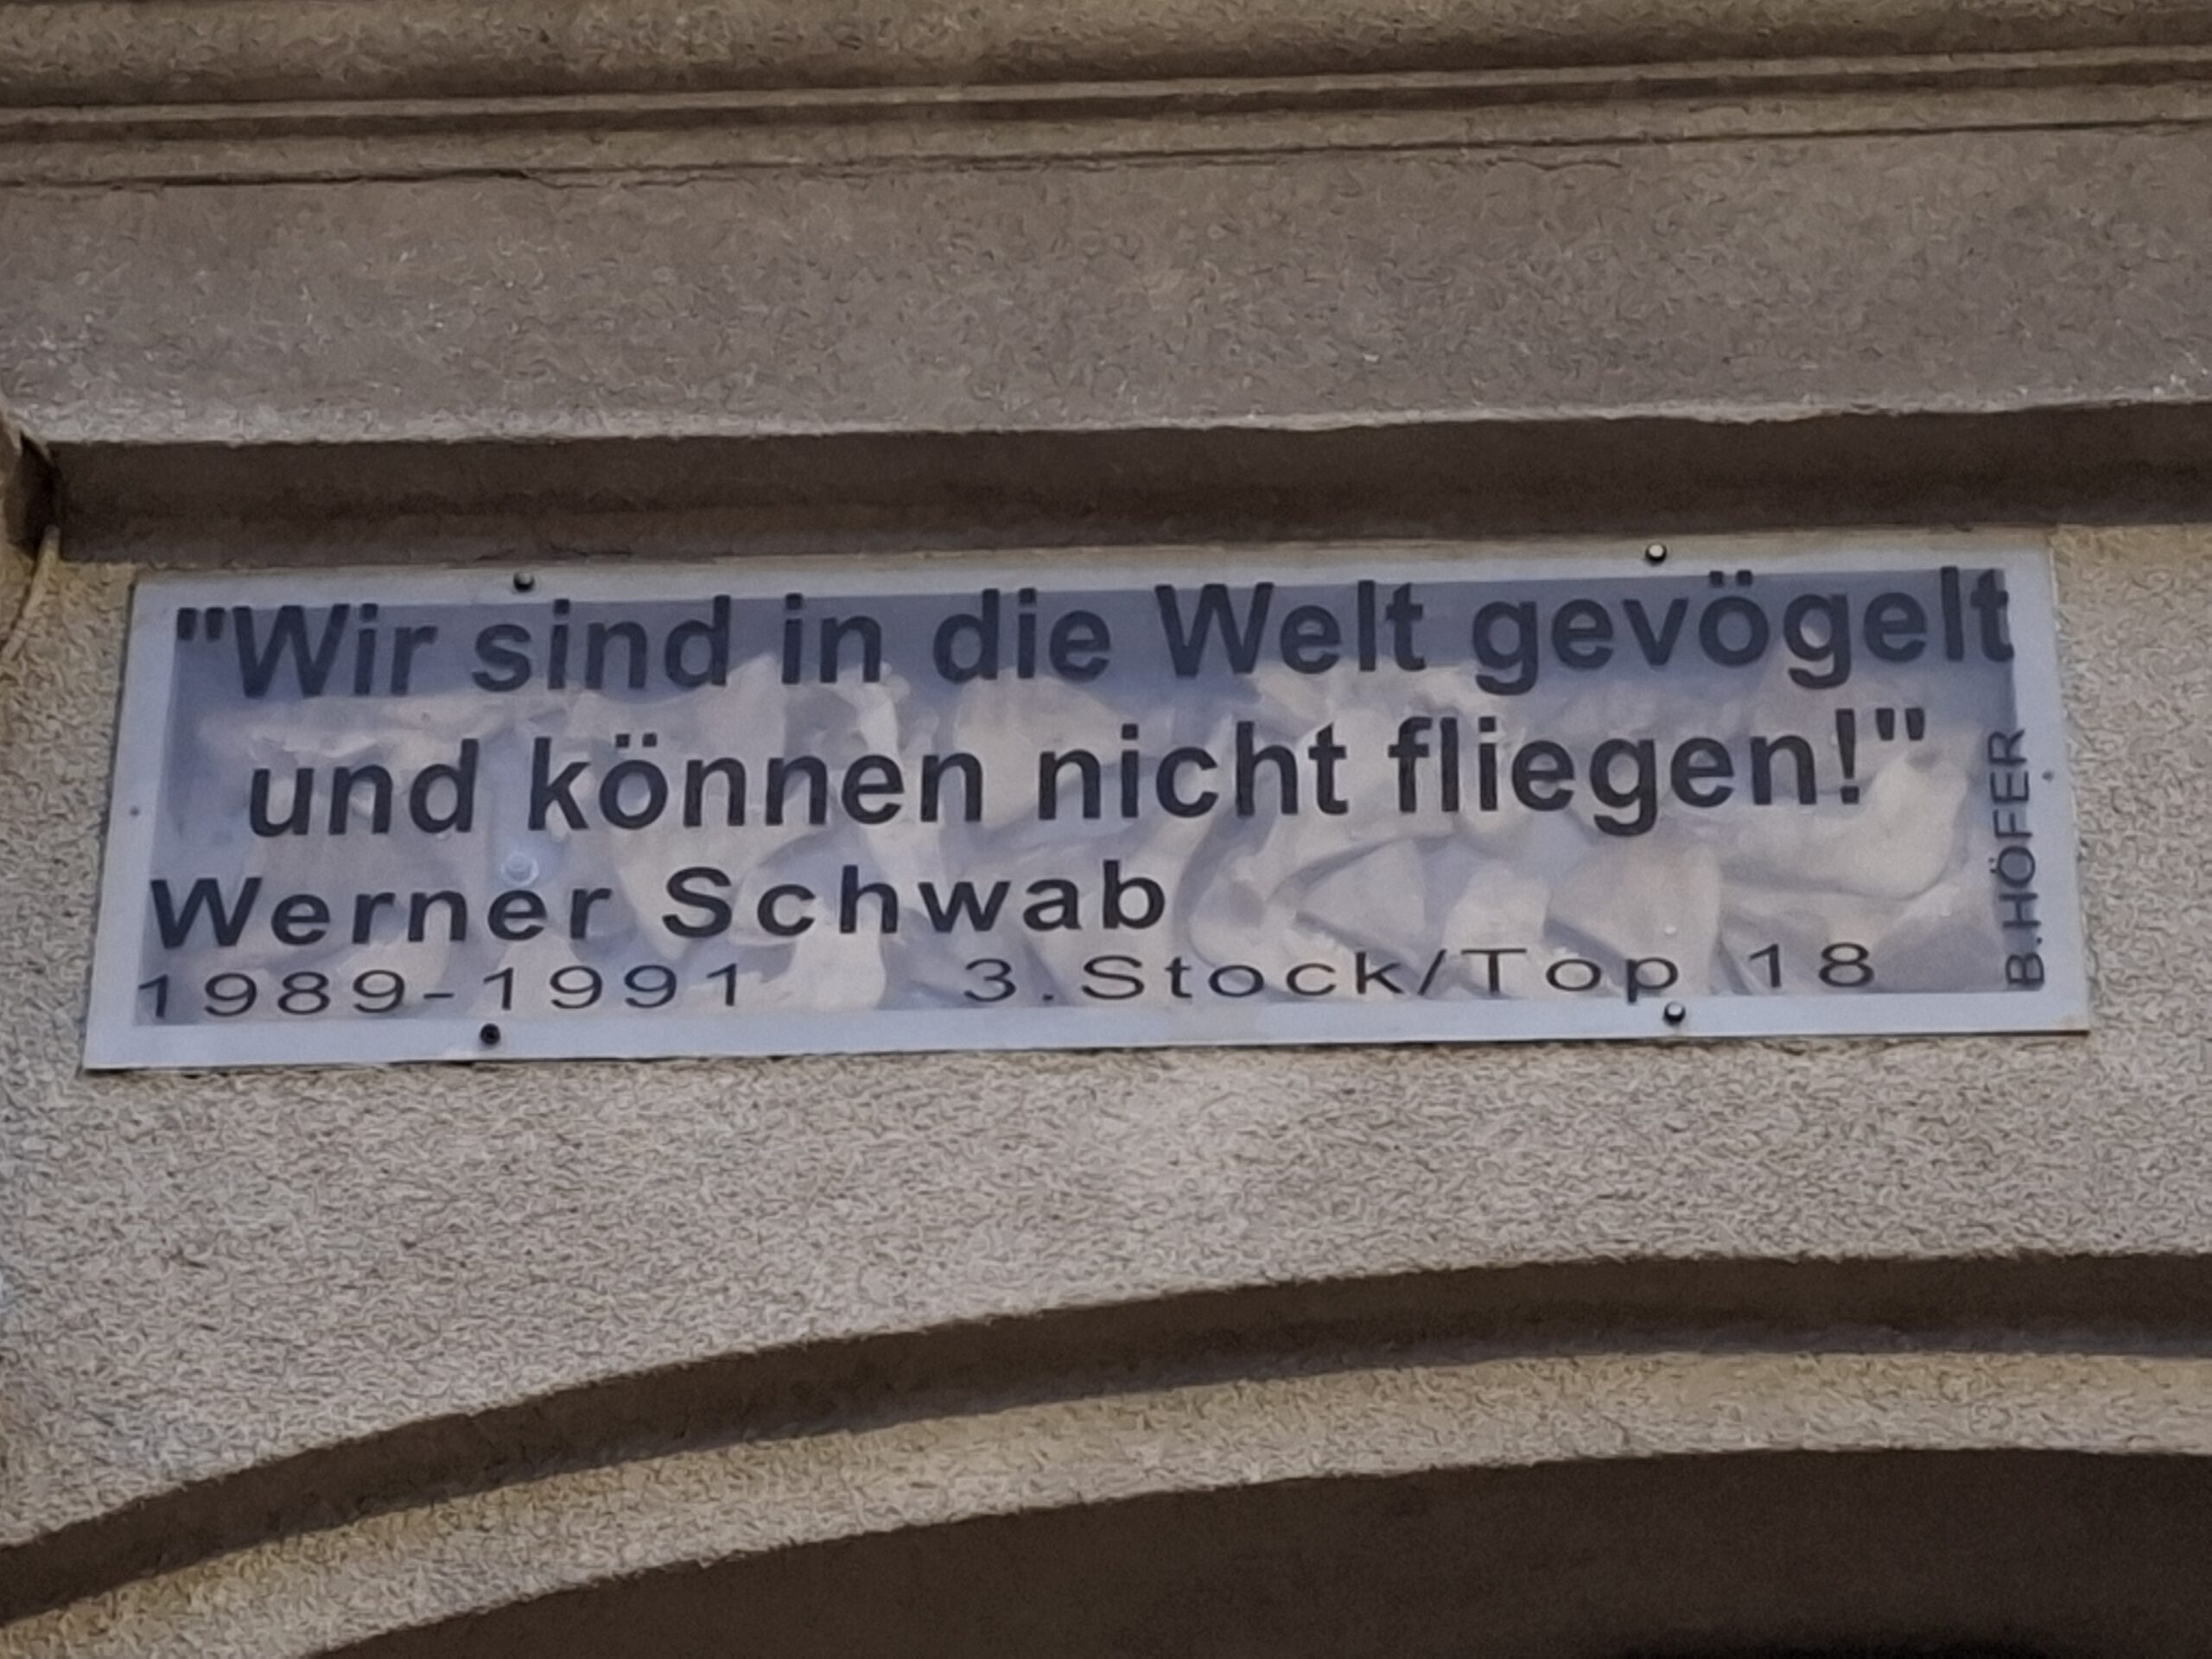 "Wir sind in die Welt gevögelt
und können nicht fliegen!"
Werner Schwab
1989-1991 3.Stock/Top 18
B.HÖFER